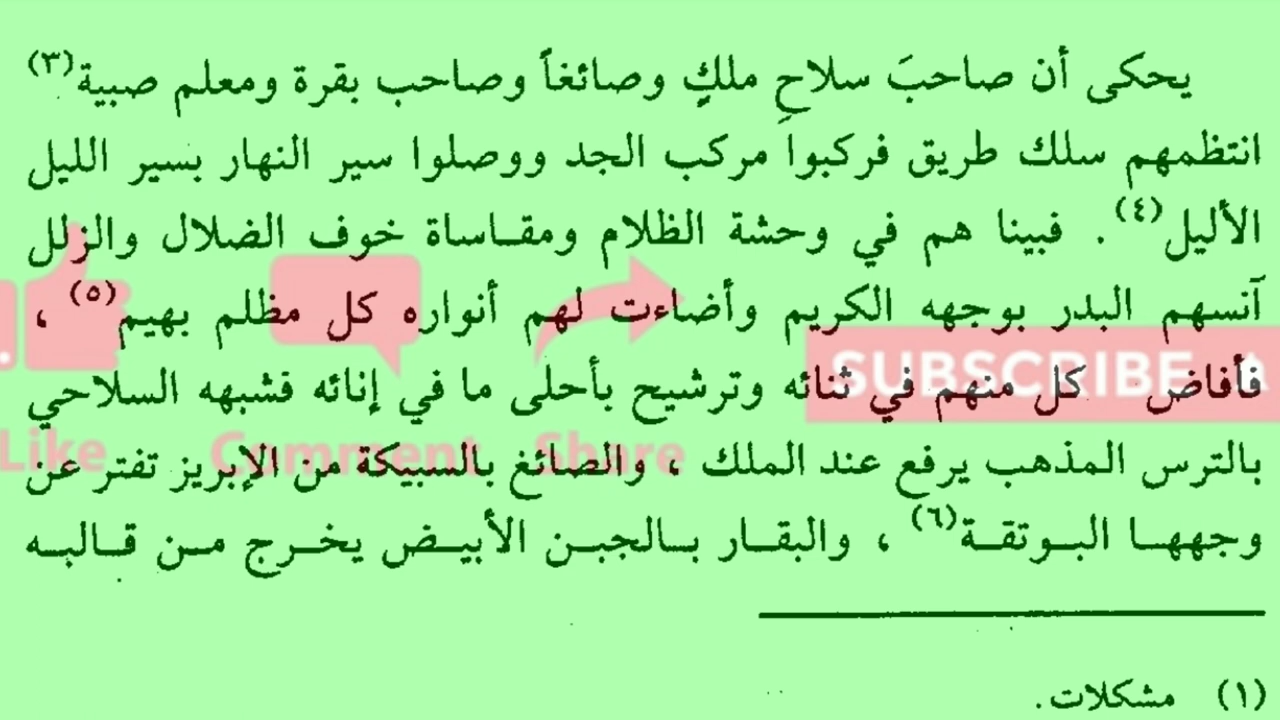 يحكى أن صاحبَ سلاحِ ملكٍ وصائغاً وصاحب بقرة ومعلم صبية(٣)
انتظمهم سلك طريق فركبوا مركب الجد ووصلوا سير النهار بسير الليل
الأليل(٤) . فبينا هم في وحشة الظلام ومقاساة خوف الضلال والزلل
آنسهم البدر بوجهه الكريم وأضاءت لهم أنواره كل مظلم بهيم(٥) ،
SUBSCRIBE
فأفاض كل منهم في ثنائه وترشيح بأحلى ما في إنائه فشبهه السلاحي
Like Comment Share
بالترس المذهب يرفع عند الملك ، والصائغ بالسبيكة من الإبريز تفتر عن
وجهها البوتقة(٦) ، والبقار بالجبن الأبيض يخرج من قالبه
(١) مشكلات .